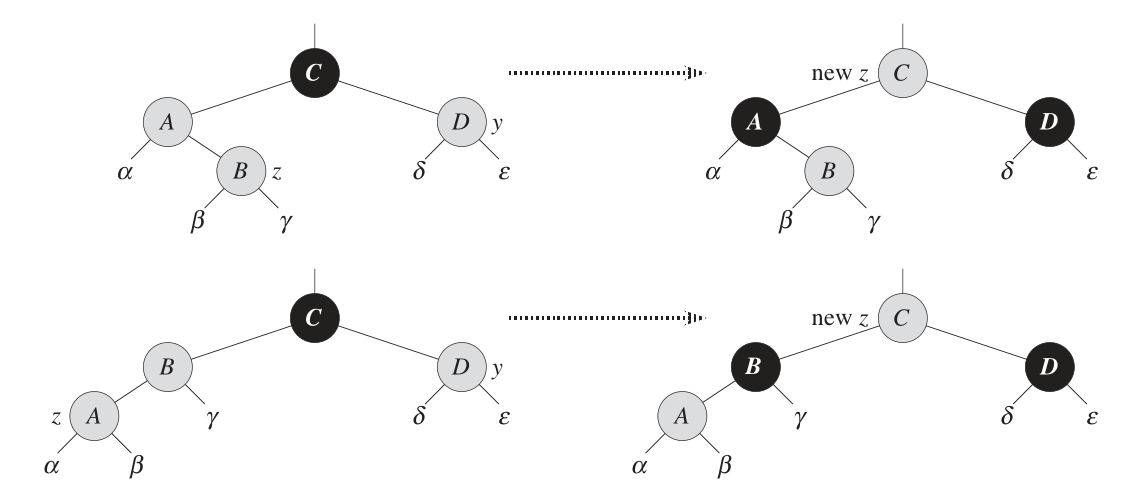 C
new z C
A D y
A D
α B z δ ε
α B δ ε
β γ
β γ
C
new z C
B D y
B D
z A γ δ ε
A γ δ ε
α β
α β